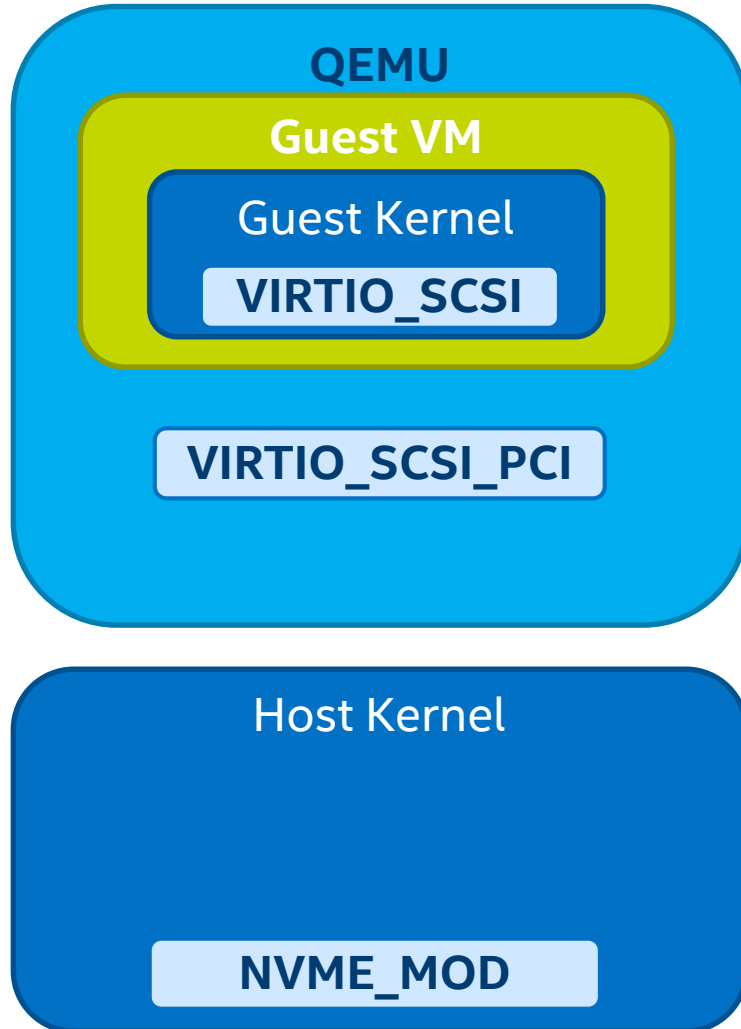 QEMU
Guest VM
Guest Kernel
VIRTIO_SCSI
VIRTIO_SCSI_PCI
Host Kernel
NVME_MOD